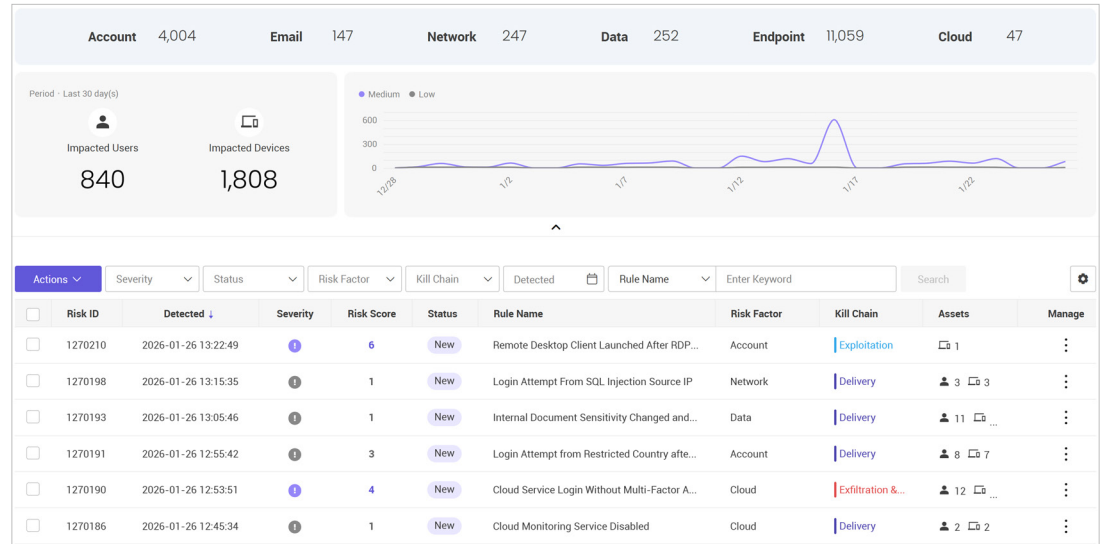 Account 4,004 Email 147 Network 247 Data 252 Endpoint 11,059 Cloud 47
Period - Last 30 day(s)
Impacted Users
840
Impacted Devices
1,808
Medium Low
600
300
0
12/28 1/2 1/7 1/12 1/17 1/22
Actions Severity Status Risk Factor Kill Chain Detected Rule Name Enter Keyword Search
Risk ID Detected ↓ Severity Risk Score Status Rule Name Risk Factor Kill Chain Assets Manage
1270210 2026-01-26 13:22:49 6 New Remote Desktop Client Launched After RDP... Account Exploitation 1
1270198 2026-01-26 13:15:35 1 New Login Attempt From SQL Injection Source IP Network Delivery 3 3
1270193 2026-01-26 13:05:46 1 New Internal Document Sensitivity Changed and... Data Delivery 11 ...
1270191 2026-01-26 12:55:42 3 New Login Attempt from Restricted Country afte... Account Delivery 8 7
1270190 2026-01-26 12:53:51 4 New Cloud Service Login Without Multi-Factor A... Cloud Exfiltration &... 12 ...
1270186 2026-01-26 12:45:34 1 New Cloud Monitoring Service Disabled Cloud Delivery 2 2